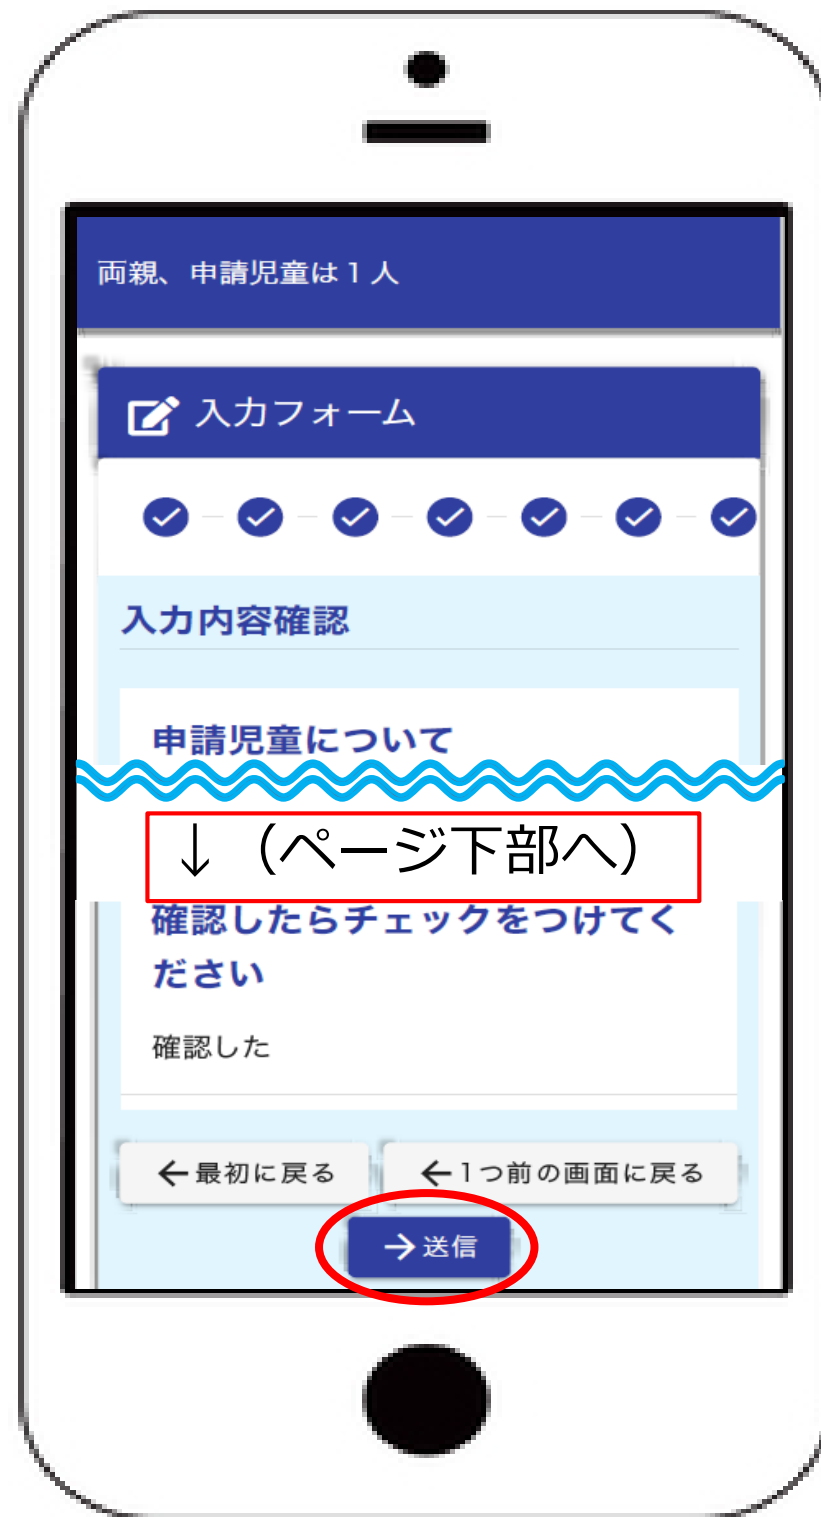 両親、申請児童は1人
入力フォーム
入力内容確認
申請児童について
↓（ページ下部へ）
確認したらチェックをつけてく
ださい
確認した
←最初に戻る
←1つ前の画面に戻る
→送信